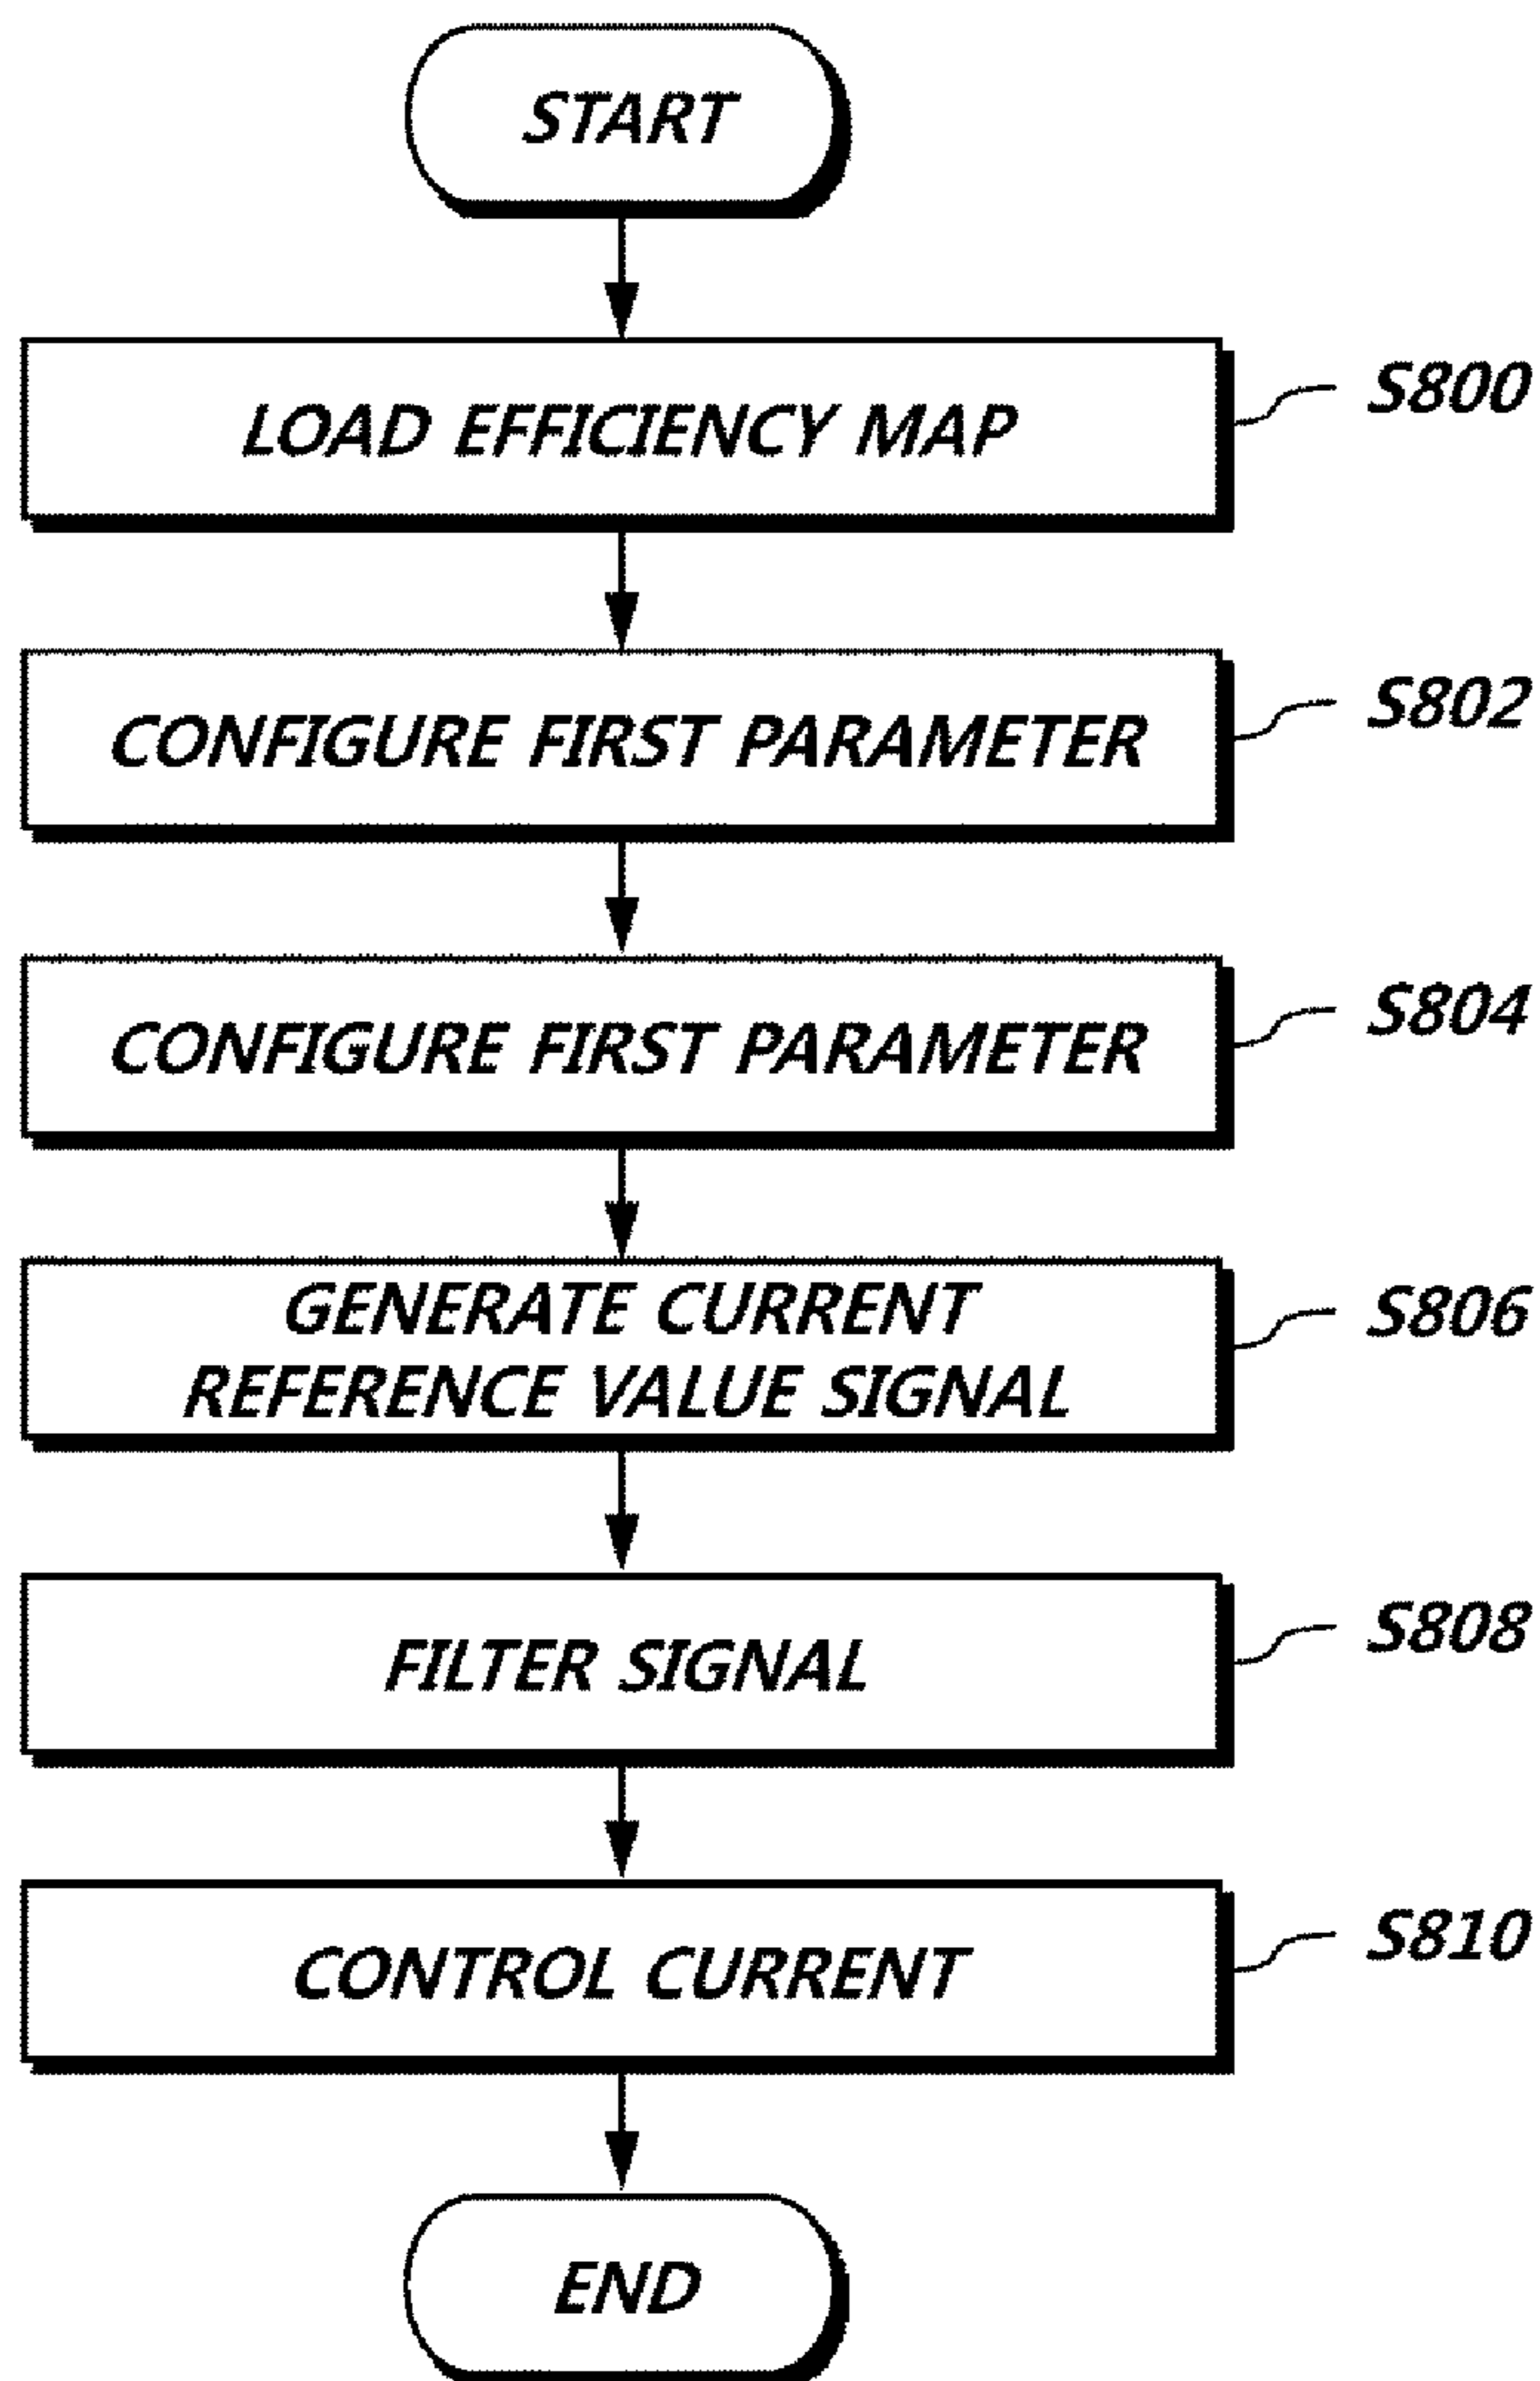 START
LOAD EFFICIENCY MAP
S800
CONFIGURE FIRST PARAMETER
S802
CONFIGURE FIRST PARAMETER
S804
GENERATE CURRENT
REFERENCE VALUE SIGNAL
S806
FILTER SIGNAL
S808
CONTROL CURRENT
S810
END